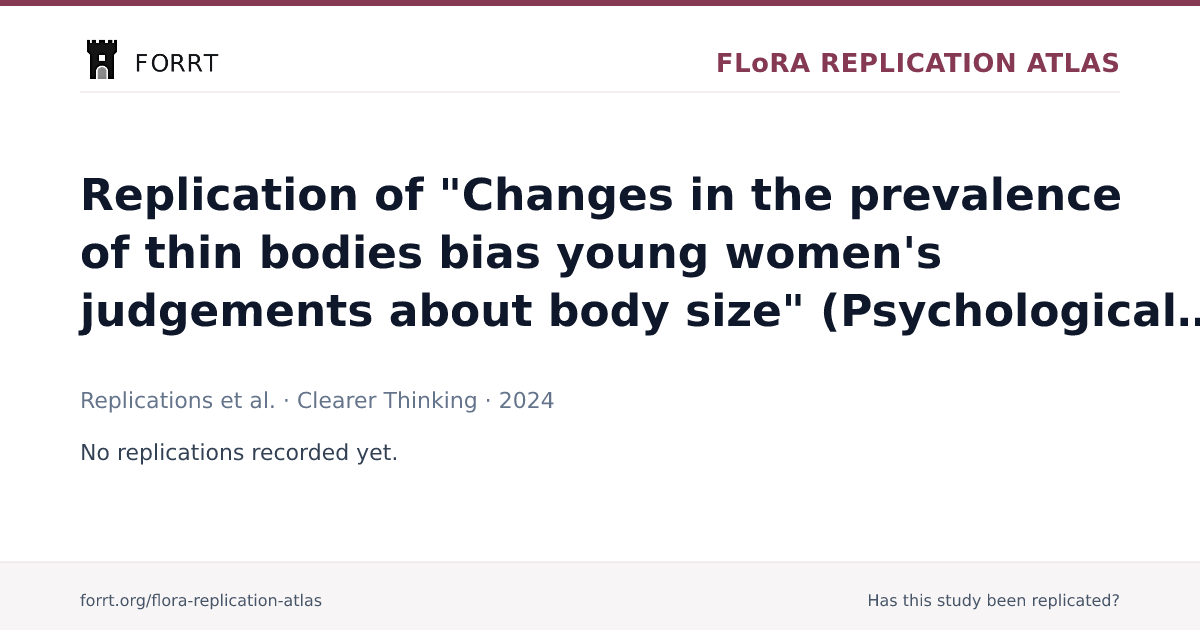 FORRT
FLoRA REPLICATION ATLAS
Replication of "Changes in the prevalence
of thin bodies bias young women's
judgements about body size" (Psychological…
Replications et al. · Clearer Thinking · 2024
No replications recorded yet.
forrt.org/flora-replication-atlas
Has this study been replicated?